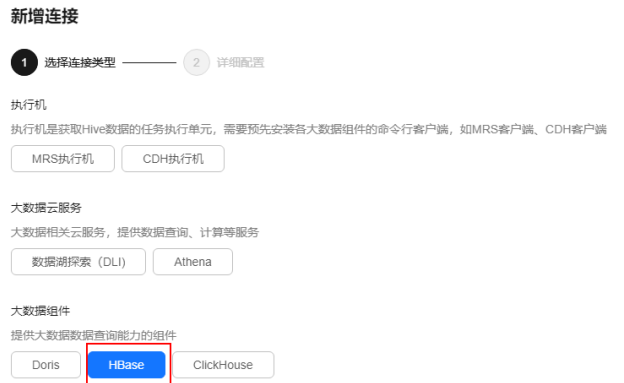 新增连接
1 选择连接类型 2 详细配置
执行机
执行机是获取Hive数据的任务执行单元，需要预先安装各大数据组件的命令行客户端，如MRS客户端、CDH客户端
MRS执行机 CDH执行机
大数据云服务
大数据相关云服务，提供数据查询、计算等服务
数据湖探索（DLI） Athena
大数据组件
提供大数据数据查询能力的组件
Doris HBase ClickHouse